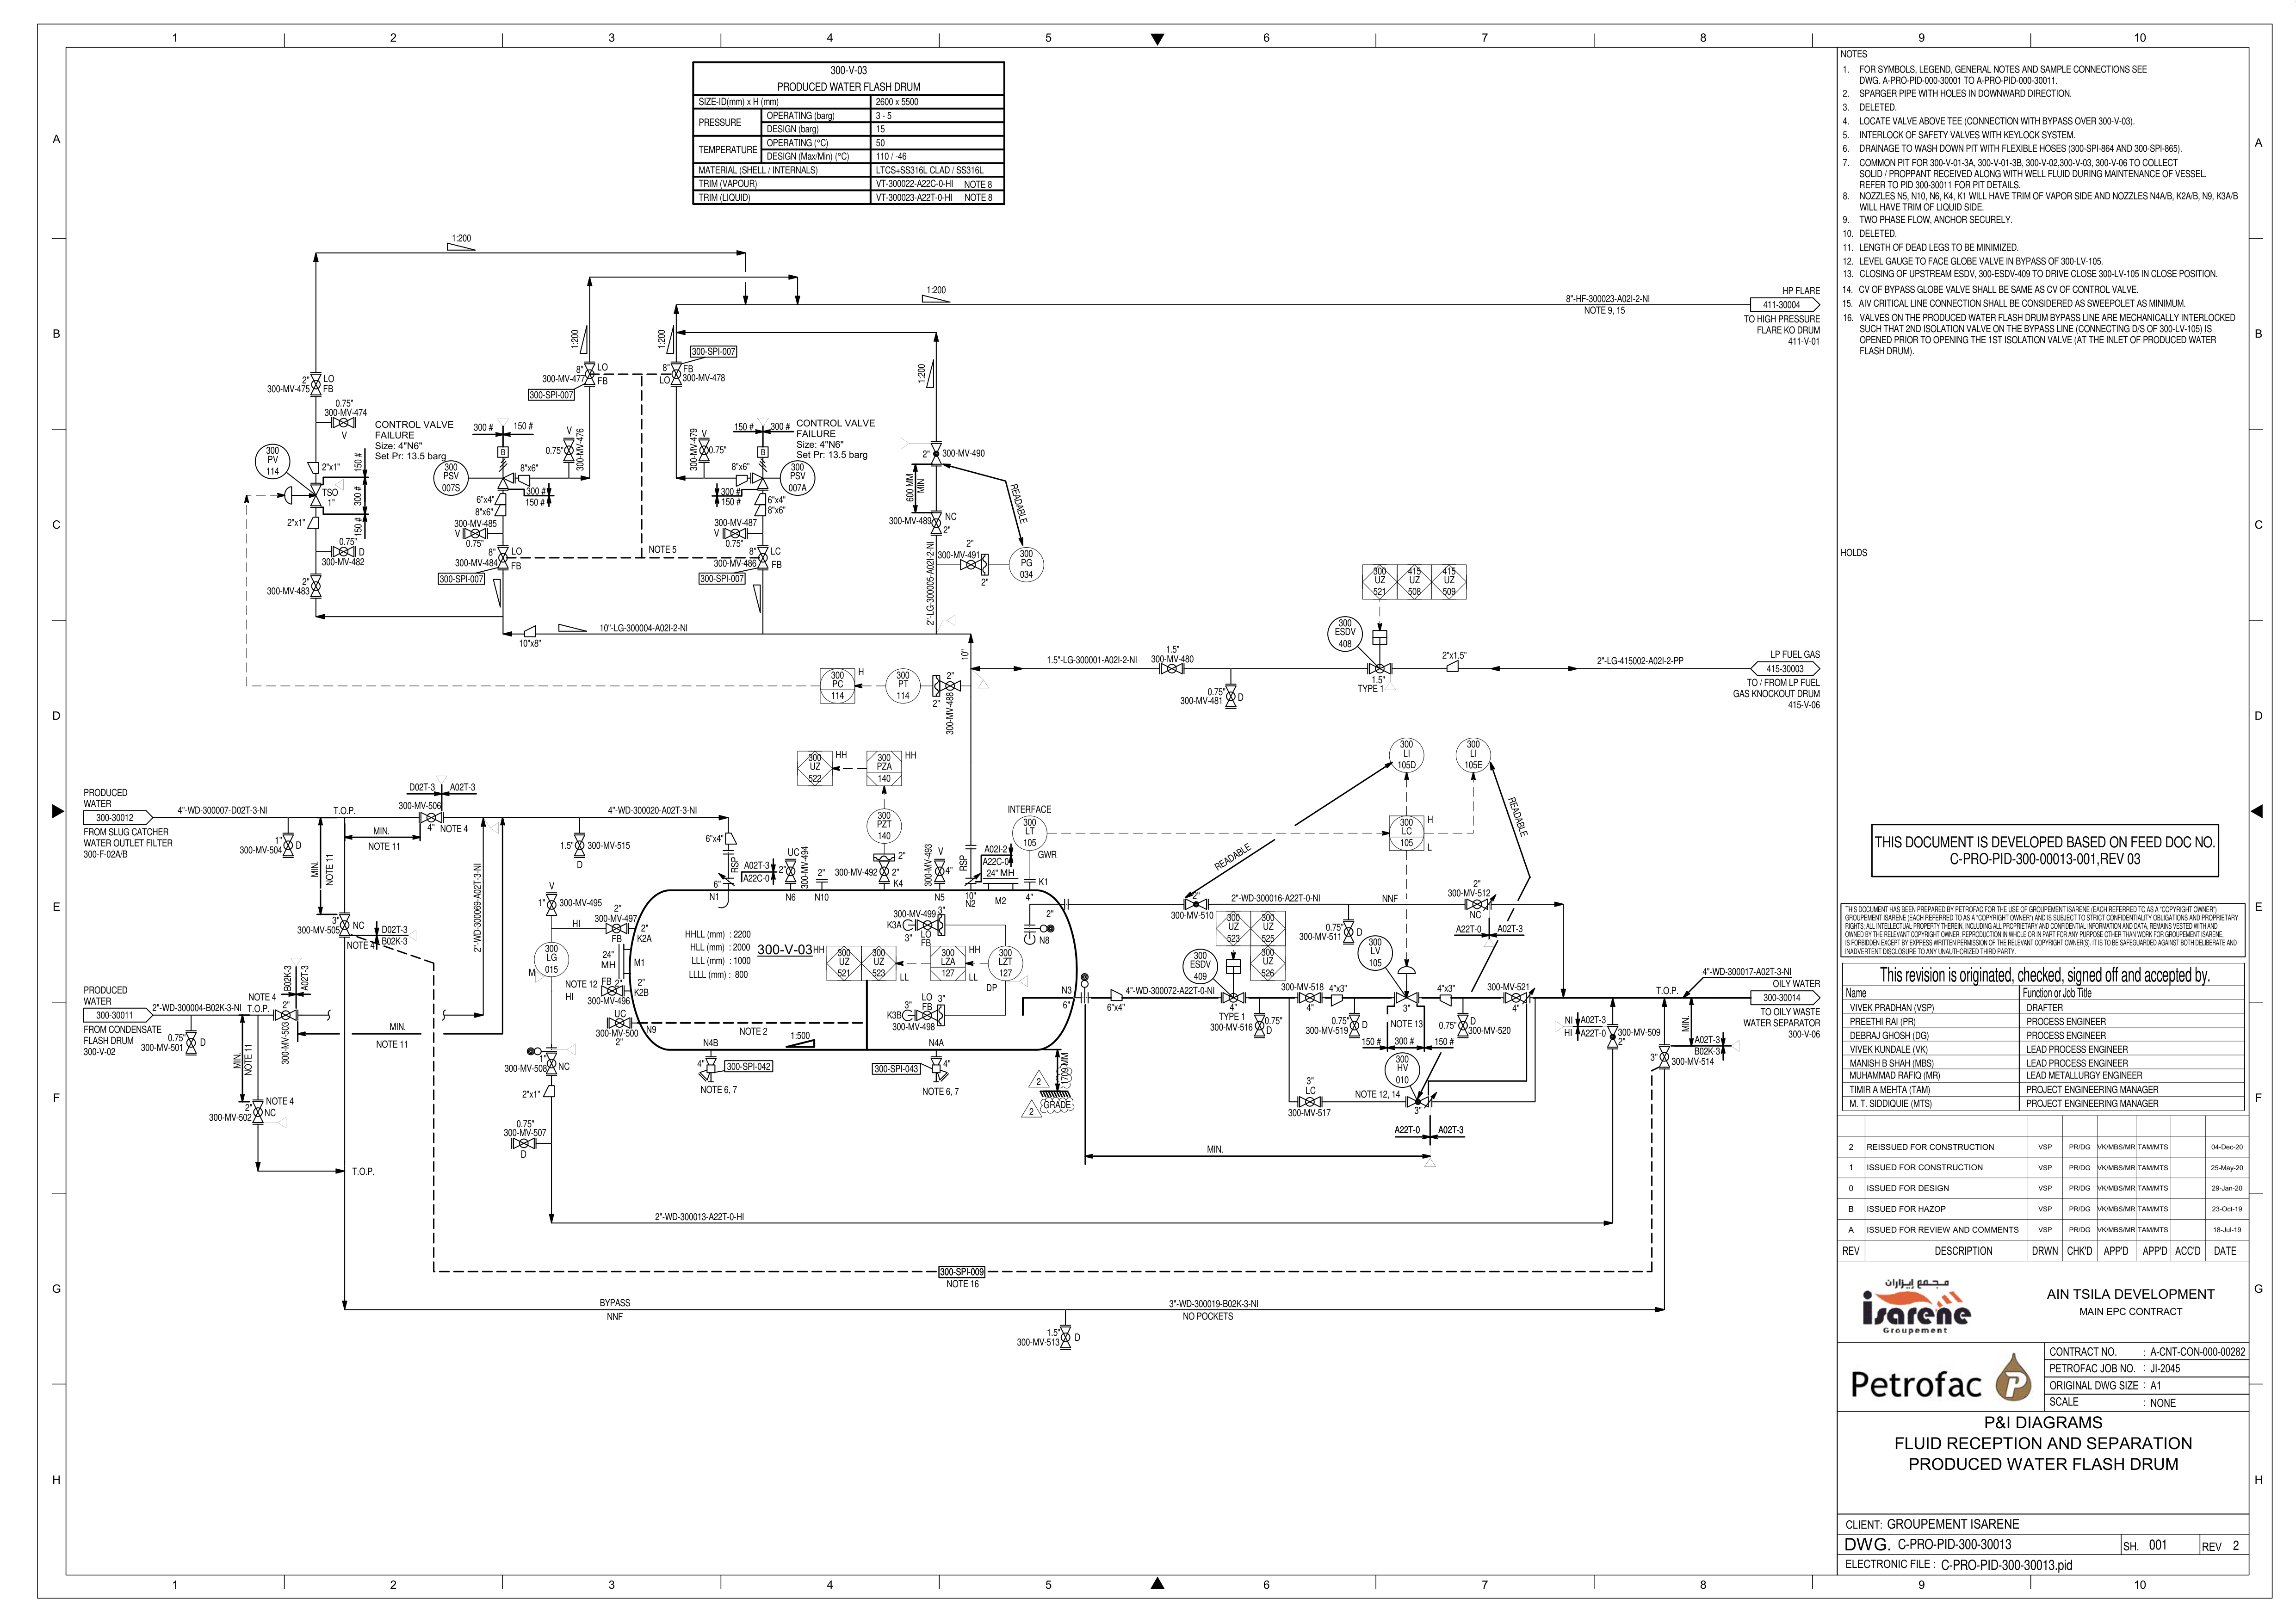 1 2 3 4 5 6 7 8 9 10
A
B
C
D
E
F
G
H
300-V-03
PRODUCED WATER FLASH DRUM
SIZE-ID(mm) x H (mm) 2600 x 5500
PRESSURE OPERATING (barg) 3 - 5
DESIGN (barg) 15
TEMPERATURE OPERATING (°C) 50
DESIGN (Max/Min) (°C) 110 / -46
MATERIAL (SHELL / INTERNALS) LTCS+SS316L CLAD / SS316L
TRIM (VAPOUR) VT-300022-A22C-0-HI NOTE 8
TRIM (LIQUID) VT-300023-A22T-0-HI NOTE 8
1:200
1:200
8"-HF-300023-A02I-2-NI
NOTE 9, 15
HP FLARE
411-30004
TO HIGH PRESSURE
FLARE KO DRUM
411-V-01
1:200
1:200
1:200
300-SPI-007
2" LO
300-MV-475 FB
0.75"
300-MV-474
V
8" LO
300-MV-477 FB
300-SPI-007
8" FB
LO 300-MV-478
CONTROL VALVE
FAILURE
Size: 4"N6"
Set Pr: 13.5 barg
300 # 150 #
B
V
0.75"
300-MV-476
300-MV-479
V
0.75"
150 # 300 #
B
CONTROL VALVE
FAILURE
Size: 4"N6"
Set Pr: 13.5 barg
300
PV
114
2"x1"
TSO
1"
2"x1"
150 #
300 #
150 #
300
PSV
007S
8"x6"
300 #
150 #
6"x4"
8"x6"
8"x6"
300
PSV
007A
300 #
150 #
6"x4"
8"x6"
2" 300-MV-490
600 MM
MIN
READABLE
300-MV-489 NC
2"
0.75" D
300-MV-482
2"
300-MV-483
300-MV-485
V
0.75"
8" LO
300-MV-484 FB
300-SPI-007
NOTE 5
300-MV-487
V
0.75"
8" LC
300-MV-486 FB
300-SPI-007
2"
300-MV-491
2"
300
PG
034
2"-LG-300005-A02I-2-NI
10"x8"
10"-LG-300004-A02I-2-NI
10"
300
UZ
521
415
UZ
508
415
UZ
509
300
ESDV
408
1.5"
TYPE 1
1.5"-LG-300001-A02I-2-NI
1.5"
300-MV-480
0.75"
300-MV-481 D
2"x1.5"
2"-LG-415002-A02I-2-PP
LP FUEL GAS
415-30003
TO / FROM LP FUEL
GAS KNOCKOUT DRUM
415-V-06
300
PC
114
H
300
PT
114
2"
2"
300-MV-488
300
UZ
522
HH
300
PZA
140
HH
300
PZT
140
2"
300-MV-492 2"
K4
300
LI
105D
300
LI
105E
READABLE
READABLE
PRODUCED
WATER
300-30012
FROM SLUG CATCHER
WATER OUTLET FILTER
300-F-02A/B
4"-WD-300007-D02T-3-NI
T.O.P.
D02T-3 A02T-3
300-MV-506
4" NOTE 4
4"-WD-300020-A02T-3-NI
1"
300-MV-504 D
MIN.
NOTE 11
MIN.
NOTE 11
1.5" 300-MV-515
D
2"-WD-300069-A02T-3-NI
3"
300-MV-505 NC
NOTE 4
D02T-3
B02K-3
6"x4"
RSP
6"
N1
A02T-3
A22C-0
UC
2"
300-MV-494
N6
2"
N10
V
300-MV-493
4"
N5
RSP
10"
N2
A02I-2
A22C-0
24" MH
M2
INTERFACE
300
LT
105
GWR
K1
4"
2"
N8
300
LC
105
H
L
2"
300-MV-510
2"-WD-300016-A22T-0-NI
NNF
2"
300-MV-512
NC
A22T-0 A02T-3
0.75"
300-MV-511 D
V
1" 300-MV-495
HI
2"
300-MV-497
FB
2"
K2A
300
LG
015
M
24"
MH
M1
NOTE 12 FB 2"
HI
300-MV-496
2"
K2B
UC
300-MV-500
2"
N9
HHLL (mm) : 2200
HLL (mm) : 2000
LLL (mm) : 1000
LLLL (mm) : 800
300-V-03
HH
300
UZ
521
300
UZ
523
LL
300
LZA
127
HH
LL
300
LZT
127
DP
300-MV-499 3"
K3A
3"
LO
FB
3"
K3B
LO
FB
3"
300-MV-498
NOTE 2
1:500
N4B
4"
300-SPI-042
NOTE 6, 7
N4A
4"
300-SPI-043
NOTE 6, 7
1709 MM
2
2
GRADE
N3
6"
6"x4"
4"-WD-300072-A22T-0-NI
300
UZ
523
300
UZ
525
300
UZ
526
300
ESDV
409
4"
TYPE 1
0.75"
300-MV-516 D
300-MV-518
4"
4"x3"
0.75"
300-MV-519 D
300
LV
105
3"
NOTE 13
4"x3"
0.75" D
300-MV-520
300-MV-521
4"
150 # 300 # 150 #
300
HV
010
3"
LC
300-MV-517
NOTE 12, 14
3"
A22T-0 A02T-3
MIN.
T.O.P.
4"-WD-300017-A02T-3-NI
OILY WATER
300-30014
TO OILY WASTE
WATER SEPARATOR
300-V-06
NI A02T-3
HI A22T-0
300-MV-509
2"
MIN.
A02T-3
B02K-3
3" 300-MV-514
PRODUCED
WATER
300-30011
FROM CONDENSATE
FLASH DRUM
300-V-02
2"-WD-300004-B02K-3-NI T.O.P.
NOTE 4
B02K-3
A02T-3
2"
300-MV-503
0.75"
300-MV-501 D
MIN.
NOTE 11
MIN.
NOTE 11
2" NOTE 4
300-MV-502 NC
T.O.P.
1"
300-MV-508 NC
2"x1"
0.75"
300-MV-507
D
2"-WD-300013-A22T-0-HI
300-SPI-009
NOTE 16
BYPASS
NNF
3"-WD-300019-B02K-3-NI
NO POCKETS
1.5"
300-MV-513 D
NOTES
1. FOR SYMBOLS, LEGEND, GENERAL NOTES AND SAMPLE CONNECTIONS SEE
DWG. A-PRO-PID-000-30001 TO A-PRO-PID-000-30011.
2. SPARGER PIPE WITH HOLES IN DOWNWARD DIRECTION.
3. DELETED.
4. LOCATE VALVE ABOVE TEE (CONNECTION WITH BYPASS OVER 300-V-03).
5. INTERLOCK OF SAFETY VALVES WITH KEYLOCK SYSTEM.
6. DRAINAGE TO WASH DOWN PIT WITH FLEXIBLE HOSES (300-SPI-864 AND 300-SPI-865).
7. COMMON PIT FOR 300-V-01-3A, 300-V-01-3B, 300-V-02,300-V-03, 300-V-06 TO COLLECT
SOLID / PROPPANT RECEIVED ALONG WITH WELL FLUID DURING MAINTENANCE OF VESSEL.
REFER TO PID 300-30011 FOR PIT DETAILS.
8. NOZZLES N5, N10, N6, K4, K1 WILL HAVE TRIM OF VAPOR SIDE AND NOZZLES N4A/B, K2A/B, N9, K3A/B
WILL HAVE TRIM OF LIQUID SIDE.
9. TWO PHASE FLOW, ANCHOR SECURELY.
10. DELETED.
11. LENGTH OF DEAD LEGS TO BE MINIMIZED.
12. LEVEL GAUGE TO FACE GLOBE VALVE IN BYPASS OF 300-LV-105.
13. CLOSING OF UPSTREAM ESDV, 300-ESDV-409 TO DRIVE CLOSE 300-LV-105 IN CLOSE POSITION.
14. CV OF BYPASS GLOBE VALVE SHALL BE SAME AS CV OF CONTROL VALVE.
15. AIV CRITICAL LINE CONNECTION SHALL BE CONSIDERED AS SWEEPOLET AS MINIMUM.
16. VALVES ON THE PRODUCED WATER FLASH DRUM BYPASS LINE ARE MECHANICALLY INTERLOCKED
SUCH THAT 2ND ISOLATION VALVE ON THE BYPASS LINE (CONNECTING D/S OF 300-LV-105) IS
OPENED PRIOR TO OPENING THE 1ST ISOLATION VALVE (AT THE INLET OF PRODUCED WATER
FLASH DRUM).
HOLDS
THIS DOCUMENT IS DEVELOPED BASED ON FEED DOC NO.
C-PRO-PID-300-00013-001,REV 03
THIS DOCUMENT HAS BEEN PREPARED BY PETROFAC FOR THE USE OF GROUPEMENT ISARENE (EACH REFERRED TO AS A "COPYRIGHT OWNER")
GROUPEMENT ISARENE (EACH REFERRED TO AS A "COPYRIGHT OWNER") AND IS SUBJECT TO STRICT CONFIDENTIALITY OBLIGATIONS AND PROPRIETARY
RIGHTS; ALL INTELLECTUAL PROPERTY THEREIN, INCLUDING ALL PROPRIETARY AND CONFIDENTIAL INFORMATION AND DATA, REMAINS VESTED WITH AND
OWNED BY THE RELEVANT COPYRIGHT OWNER. REPRODUCTION IN WHOLE OR IN PART FOR ANY PURPOSE OTHER THAN WORK FOR GROUPEMENT ISARENE,
IS FORBIDDEN EXCEPT BY EXPRESS WRITTEN PERMISSION OF THE RELEVANT COPYRIGHT OWNER(S). IT IS TO BE SAFEGUARDED AGAINST BOTH DELIBERATE AND
INADVERTENT DISCLOSURE TO ANY UNAUTHORIZED THIRD PARTY.
This revision is originated, checked, signed off and accepted by.
Name Function or Job Title
VIVEK PRADHAN (VSP) DRAFTER
PREETHI RAI (PR) PROCESS ENGINEER
DEBRAJ GHOSH (DG) PROCESS ENGINEER
VIVEK KUNDALE (VK) LEAD PROCESS ENGINEER
MANISH B SHAH (MBS) LEAD PROCESS ENGINEER
MUHAMMAD RAFIQ (MR) LEAD METALLURGY ENGINEER
TIMIR A MEHTA (TAM) PROJECT ENGINEERING MANAGER
M. T. SIDDIQUIE (MTS) PROJECT ENGINEERING MANAGER
2 REISSUED FOR CONSTRUCTION VSP PR/DG VK/MBS/MR TAM/MTS 04-Dec-20
1 ISSUED FOR CONSTRUCTION VSP PR/DG VK/MBS/MR TAM/MTS 25-May-20
0 ISSUED FOR DESIGN VSP PR/DG VK/MBS/MR TAM/MTS 29-Jan-20
B ISSUED FOR HAZOP VSP PR/DG VK/MBS/MR TAM/MTS 23-Oct-19
A ISSUED FOR REVIEW AND COMMENTS VSP PR/DG VK/MBS/MR TAM/MTS 18-Jul-19
REV DESCRIPTION DRWN CHK'D APP'D APP'D ACC'D DATE
مجمع إيزاران
isarene
Groupement
AIN TSILA DEVELOPMENT
MAIN EPC CONTRACT
Petrofac
CONTRACT NO. : A-CNT-CON-000-00282
PETROFAC JOB NO. : JI-2045
ORIGINAL DWG SIZE : A1
SCALE : NONE
P&I DIAGRAMS
FLUID RECEPTION AND SEPARATION
PRODUCED WATER FLASH DRUM
CLIENT: GROUPEMENT ISARENE
DWG. C-PRO-PID-300-30013 SH. 001 REV 2
ELECTRONIC FILE : C-PRO-PID-300-30013.pid
1 2 3 4 5 6 7 8 9 10